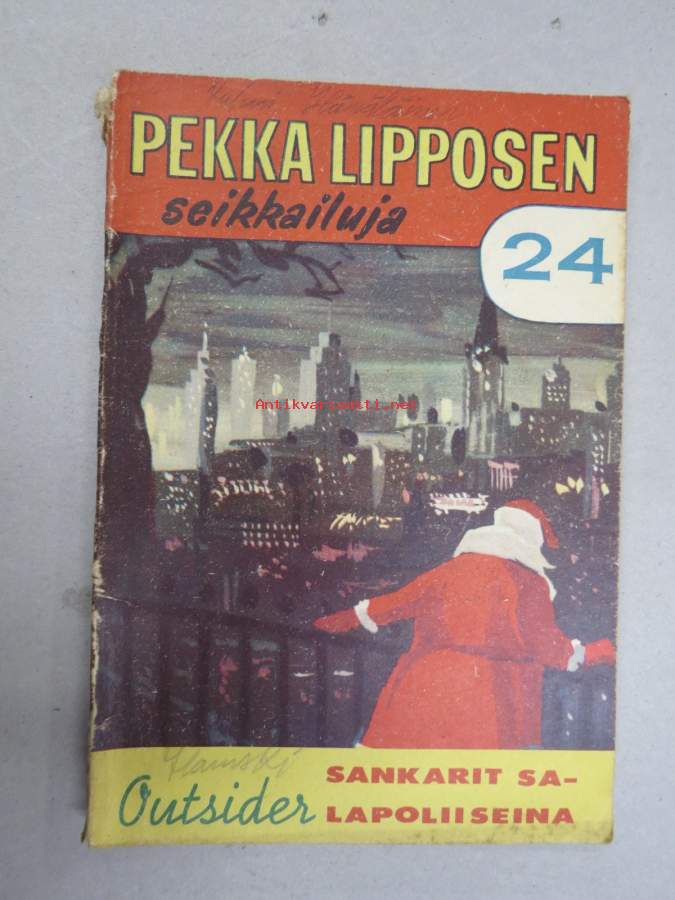 PEKKA LIPPOSEN
seikkailuja
24
Antikvariaatti.net
Outsider
SANKARIT SA-
LAPOLIISEINA